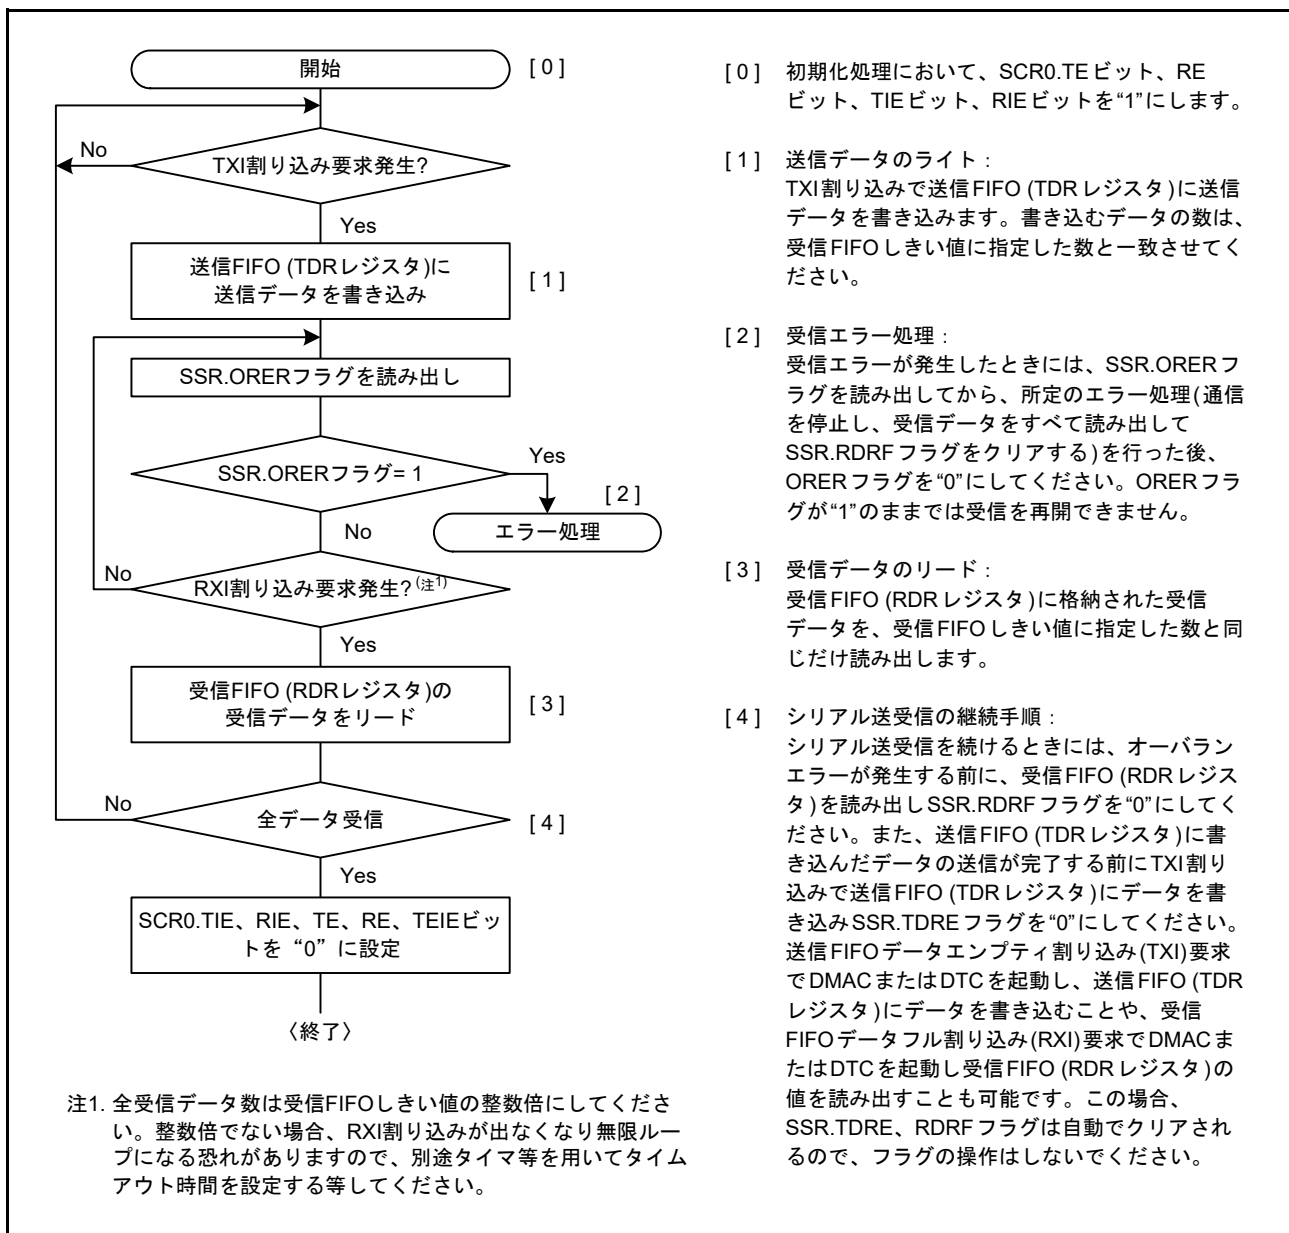 開始
[ 0 ]
TXI割り込み要求発生?
No
Yes
送信FIFO (TDRレジスタ)に
送信データを書き込み
[ 1 ]
SSR.ORERフラグを読み出し
SSR.ORERフラグ= 1
Yes
[ 2 ]
エラー処理
No
RXI割り込み要求発生?(注1)
No
Yes
受信FIFO (RDRレジスタ)の
受信データをリード
[ 3 ]
全データ受信
No
[ 4 ]
Yes
SCR0.TIE、RIE、TE、RE、TEIEビッ
トを“0”に設定
〈終了〉
注1. 全受信データ数は受信FIFOしきい値の整数倍にしてくださ
い。整数倍でない場合、RXI割り込みが出なくなり無限ルー
プになる恐れがありますので、別途タイマ等を用いてタイム
アウト時間を設定する等してください。
[ 0 ] 初期化処理において、SCR0.TEビット、RE
ビット、TIEビット、RIEビットを“1”にします。
[ 1 ] 送信データのライト：
TXI割り込みで送信FIFO (TDRレジスタ)に送信
データを書き込みます。書き込むデータの数は、
受信FIFOしきい値に指定した数と一致させてく
ださい。
[ 2 ] 受信エラー処理：
受信エラーが発生したときには、SSR.ORERフ
ラグを読み出してから、所定のエラー処理(通信
を停止し、受信データをすべて読み出して
SSR.RDRFフラグをクリアする)を行った後、
ORERフラグを“0”にしてください。ORERフラ
グが“1”のままでは受信を再開できません。
[ 3 ] 受信データのリード：
受信FIFO (RDRレジスタ)に格納された受信
データを、受信FIFOしきい値に指定した数と同
じだけ読み出します。
[ 4 ] シリアル送受信の継続手順：
シリアル送受信を続けるときには、オーバラン
エラーが発生する前に、受信FIFO (RDRレジス
タ)を読み出しSSR.RDRFフラグを“0”にしてく
ださい。また、送信FIFO (TDRレジスタ)に書
き込んだデータの送信が完了する前にTXI割り
込みで送信FIFO (TDRレジスタ)にデータを書
き込みSSR.TDREフラグを“0”にしてください。
送信FIFOデータエンプティ割り込み(TXI)要求
でDMACまたはDTCを起動し、送信FIFO (TDR
レジスタ)にデータを書き込むことや、受信
FIFOデータフル割り込み(RXI)要求でDMACま
たはDTCを起動し受信FIFO (RDRレジスタ)の
値を読み出すことも可能です。この場合、
SSR.TDRE、RDRFフラグは自動でクリアされ
るので、フラグの操作はしないでください。